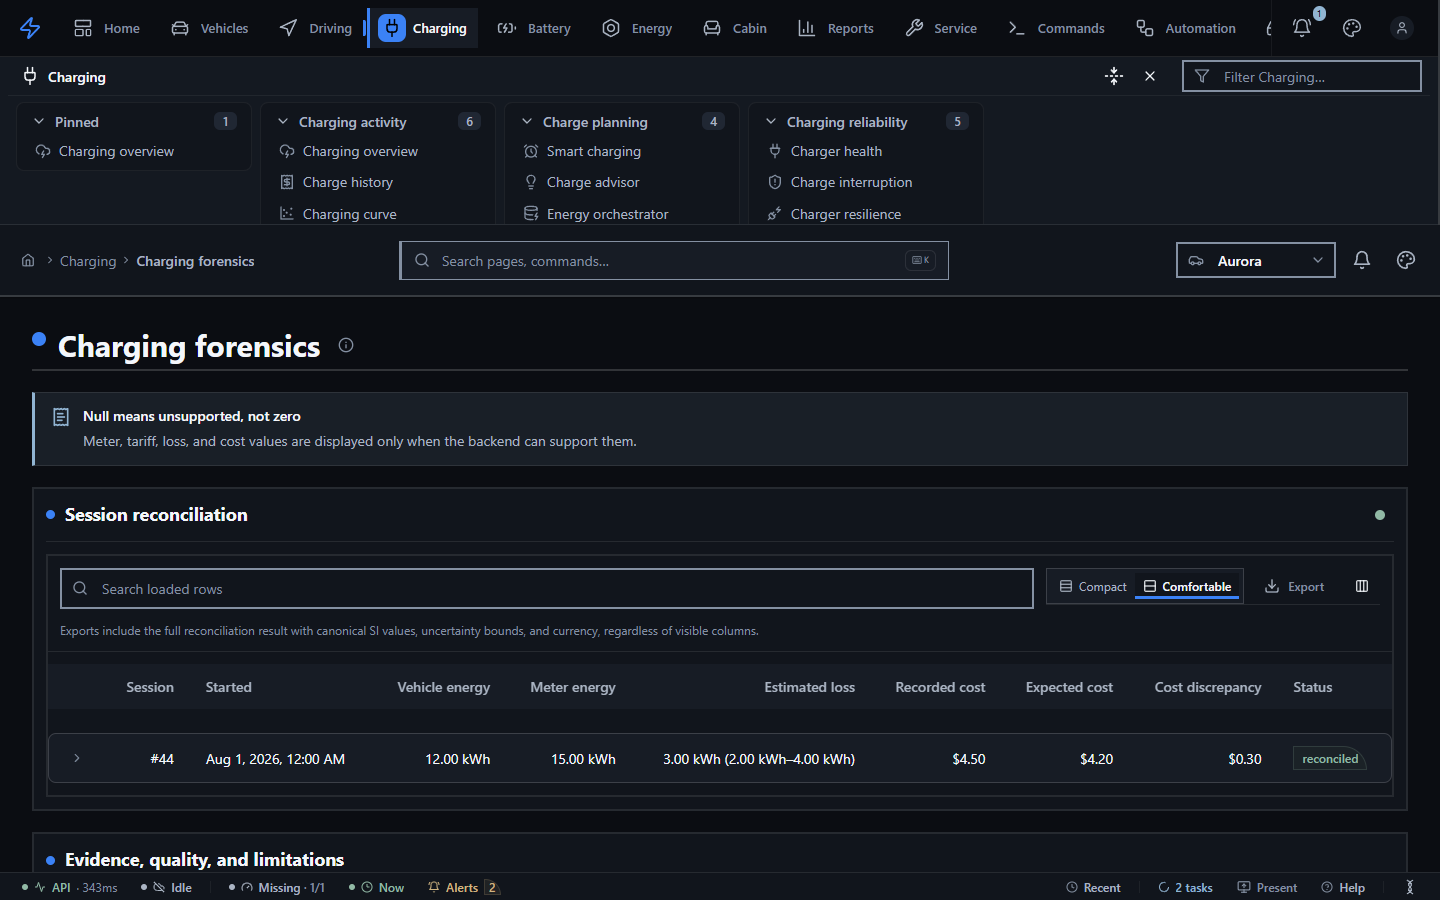 Home Vehicles Driving Charging Battery Energy Cabin Reports Service Commands Automation 1
Charging Filter Charging...
Pinned 1 Charging activity 6 Charge planning 4 Charging reliability 5
Charging overview Charging overview Smart charging Charger health
Charge history Charge advisor Charge interruption
Charging curve Energy orchestrator Charger resilience
Charging Charging forensics Search pages, commands... K Aurora
Charging forensics
Null means unsupported, not zero
Meter, tariff, loss, and cost values are displayed only when the backend can support them.
Session reconciliation
Search loaded rows Compact Comfortable Export
Exports include the full reconciliation result with canonical SI values, uncertainty bounds, and currency, regardless of visible columns.
Session Started Vehicle energy Meter energy Estimated loss Recorded cost Expected cost Cost discrepancy Status
#44 Aug 1, 2026, 12:00 AM 12.00 kWh 15.00 kWh 3.00 kWh (2.00 kWh–4.00 kWh) $4.50 $4.20 $0.30 reconciled
Evidence, quality, and limitations
API · 343ms Idle Missing · 1/1 Now Alerts 2 Recent 2 tasks Present Help